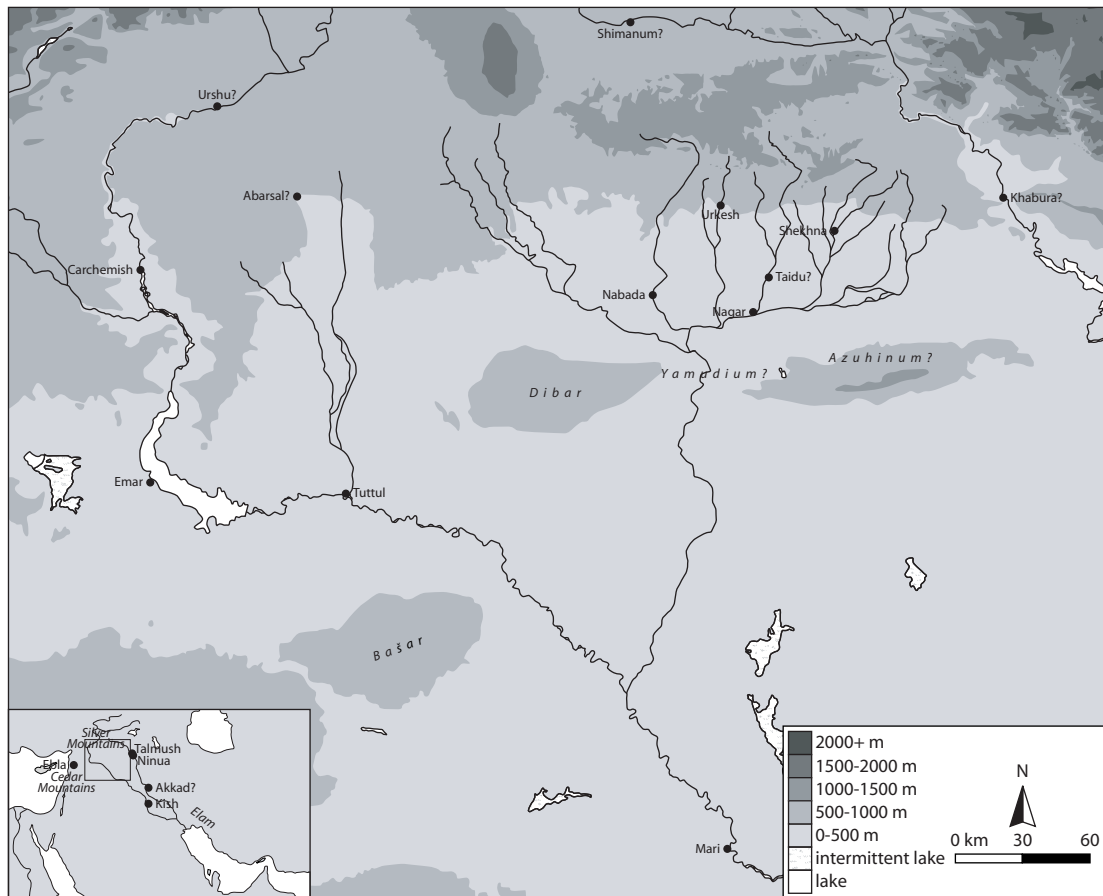 Shimanum?
Urshu?
Abarsal?
Urkesh
Khabura?
Shekhna
Carchemish
Taidu?
Nabada
Nagar
Azuhinum?
Yamudium?
Dibar
Emar
Tuttul
Bašar
Mari
Silver
Mountains
Talmush
Ninua
Ebla
Cedar
Mountains
Akkad?
Kish
Elam
2000+ m
1500-2000 m
1000-1500 m
500-1000 m
0-500 m
intermittent lake
lake
N
0 km 30 60